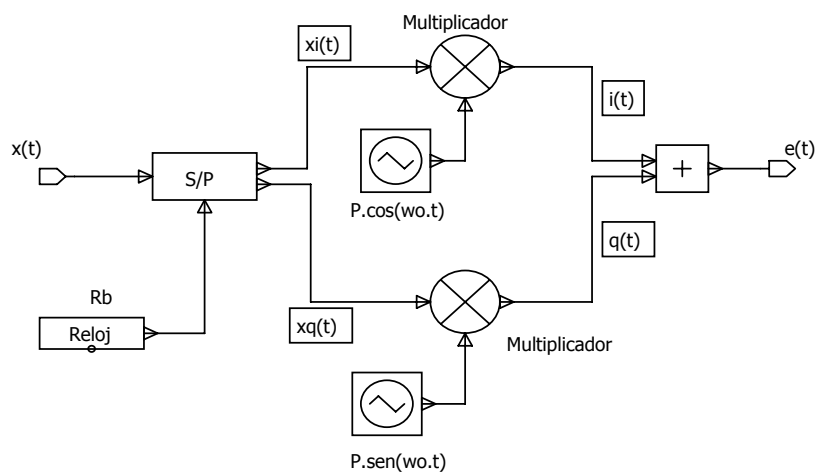 Multiplicador
xi(t)
i(t)
x(t)
e(t)
S/P
+
P.cos(wo.t)
q(t)
Rb
xq(t)
Reloj
Multiplicador
P.sen(wo.t)